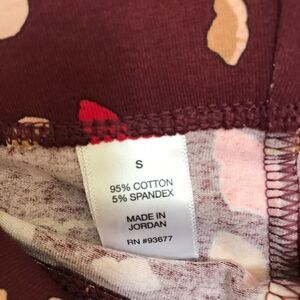 S
95% COTTON
5% SPANDEX
MADE IN
JORDAN
RN #93677